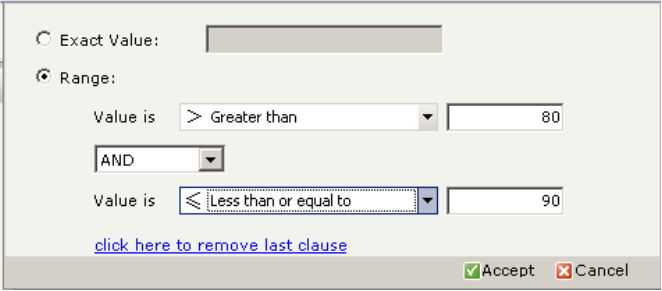 Exact Value:
Range:
Value is > Greater than 80
AND
Value is ≤ Less than or equal to 90
click here to remove last clause
Accept Cancel